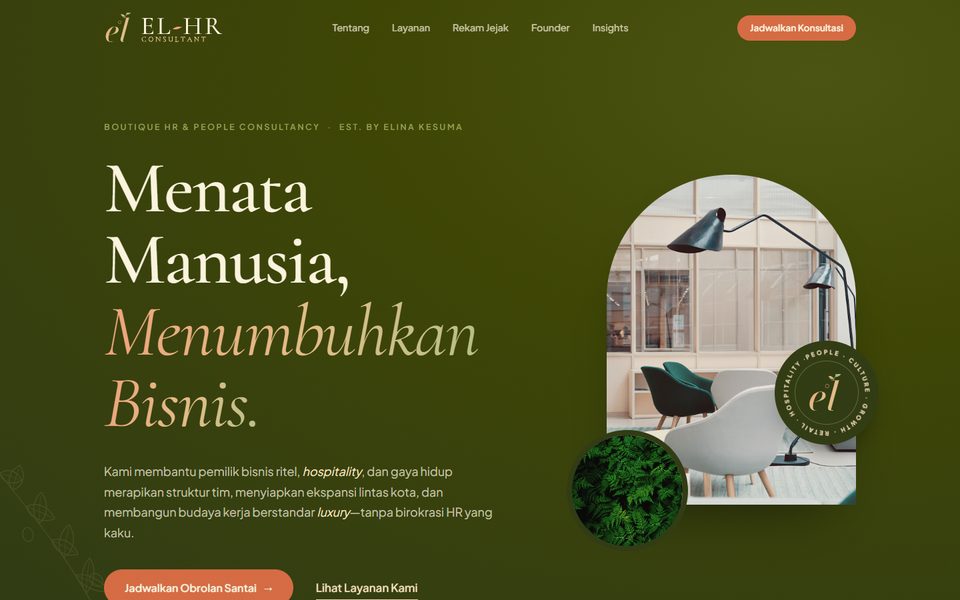 el EL-HR
CONSULTANT
Tentang
Layanan
Rekam Jejak
Founder
Insights
Jadwalkan Konsultasi
BOUTIQUE HR & PEOPLE CONSULTANCY · EST. BY ELINA KESUMA
Menata
Manusia,
Menumbuhkan
Bisnis.
Kami membantu pemilik bisnis ritel, hospitality, dan gaya hidup
merapikan struktur tim, menyiapkan ekspansi lintas kota, dan
membangun budaya kerja berstandar luxury—tanpa birokrasi HR yang
kaku.
Jadwalkan Obrolan Santai →
Lihat Layanan Kami
PEOPLE · CULTURE · GROWTH · RETAIL · HOSPITALITY ·
el